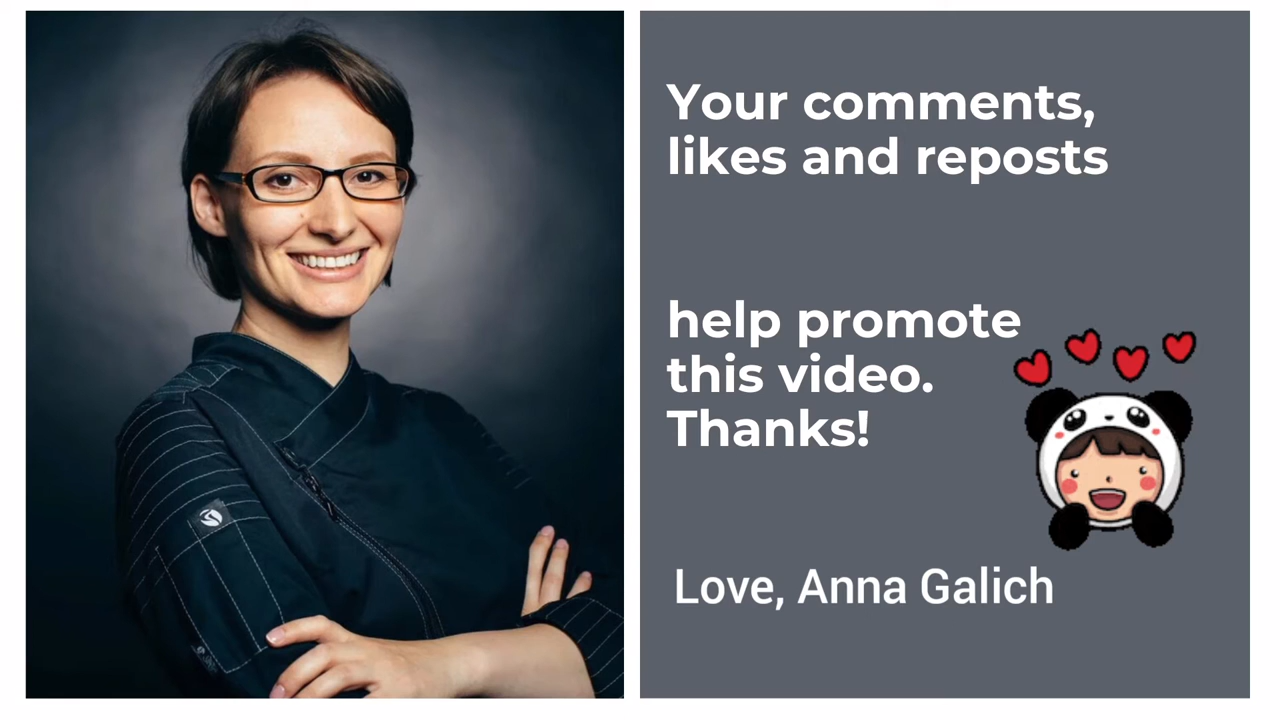 Your comments,
likes and reposts
help promote
this video.
Thanks!
Love, Anna Galich